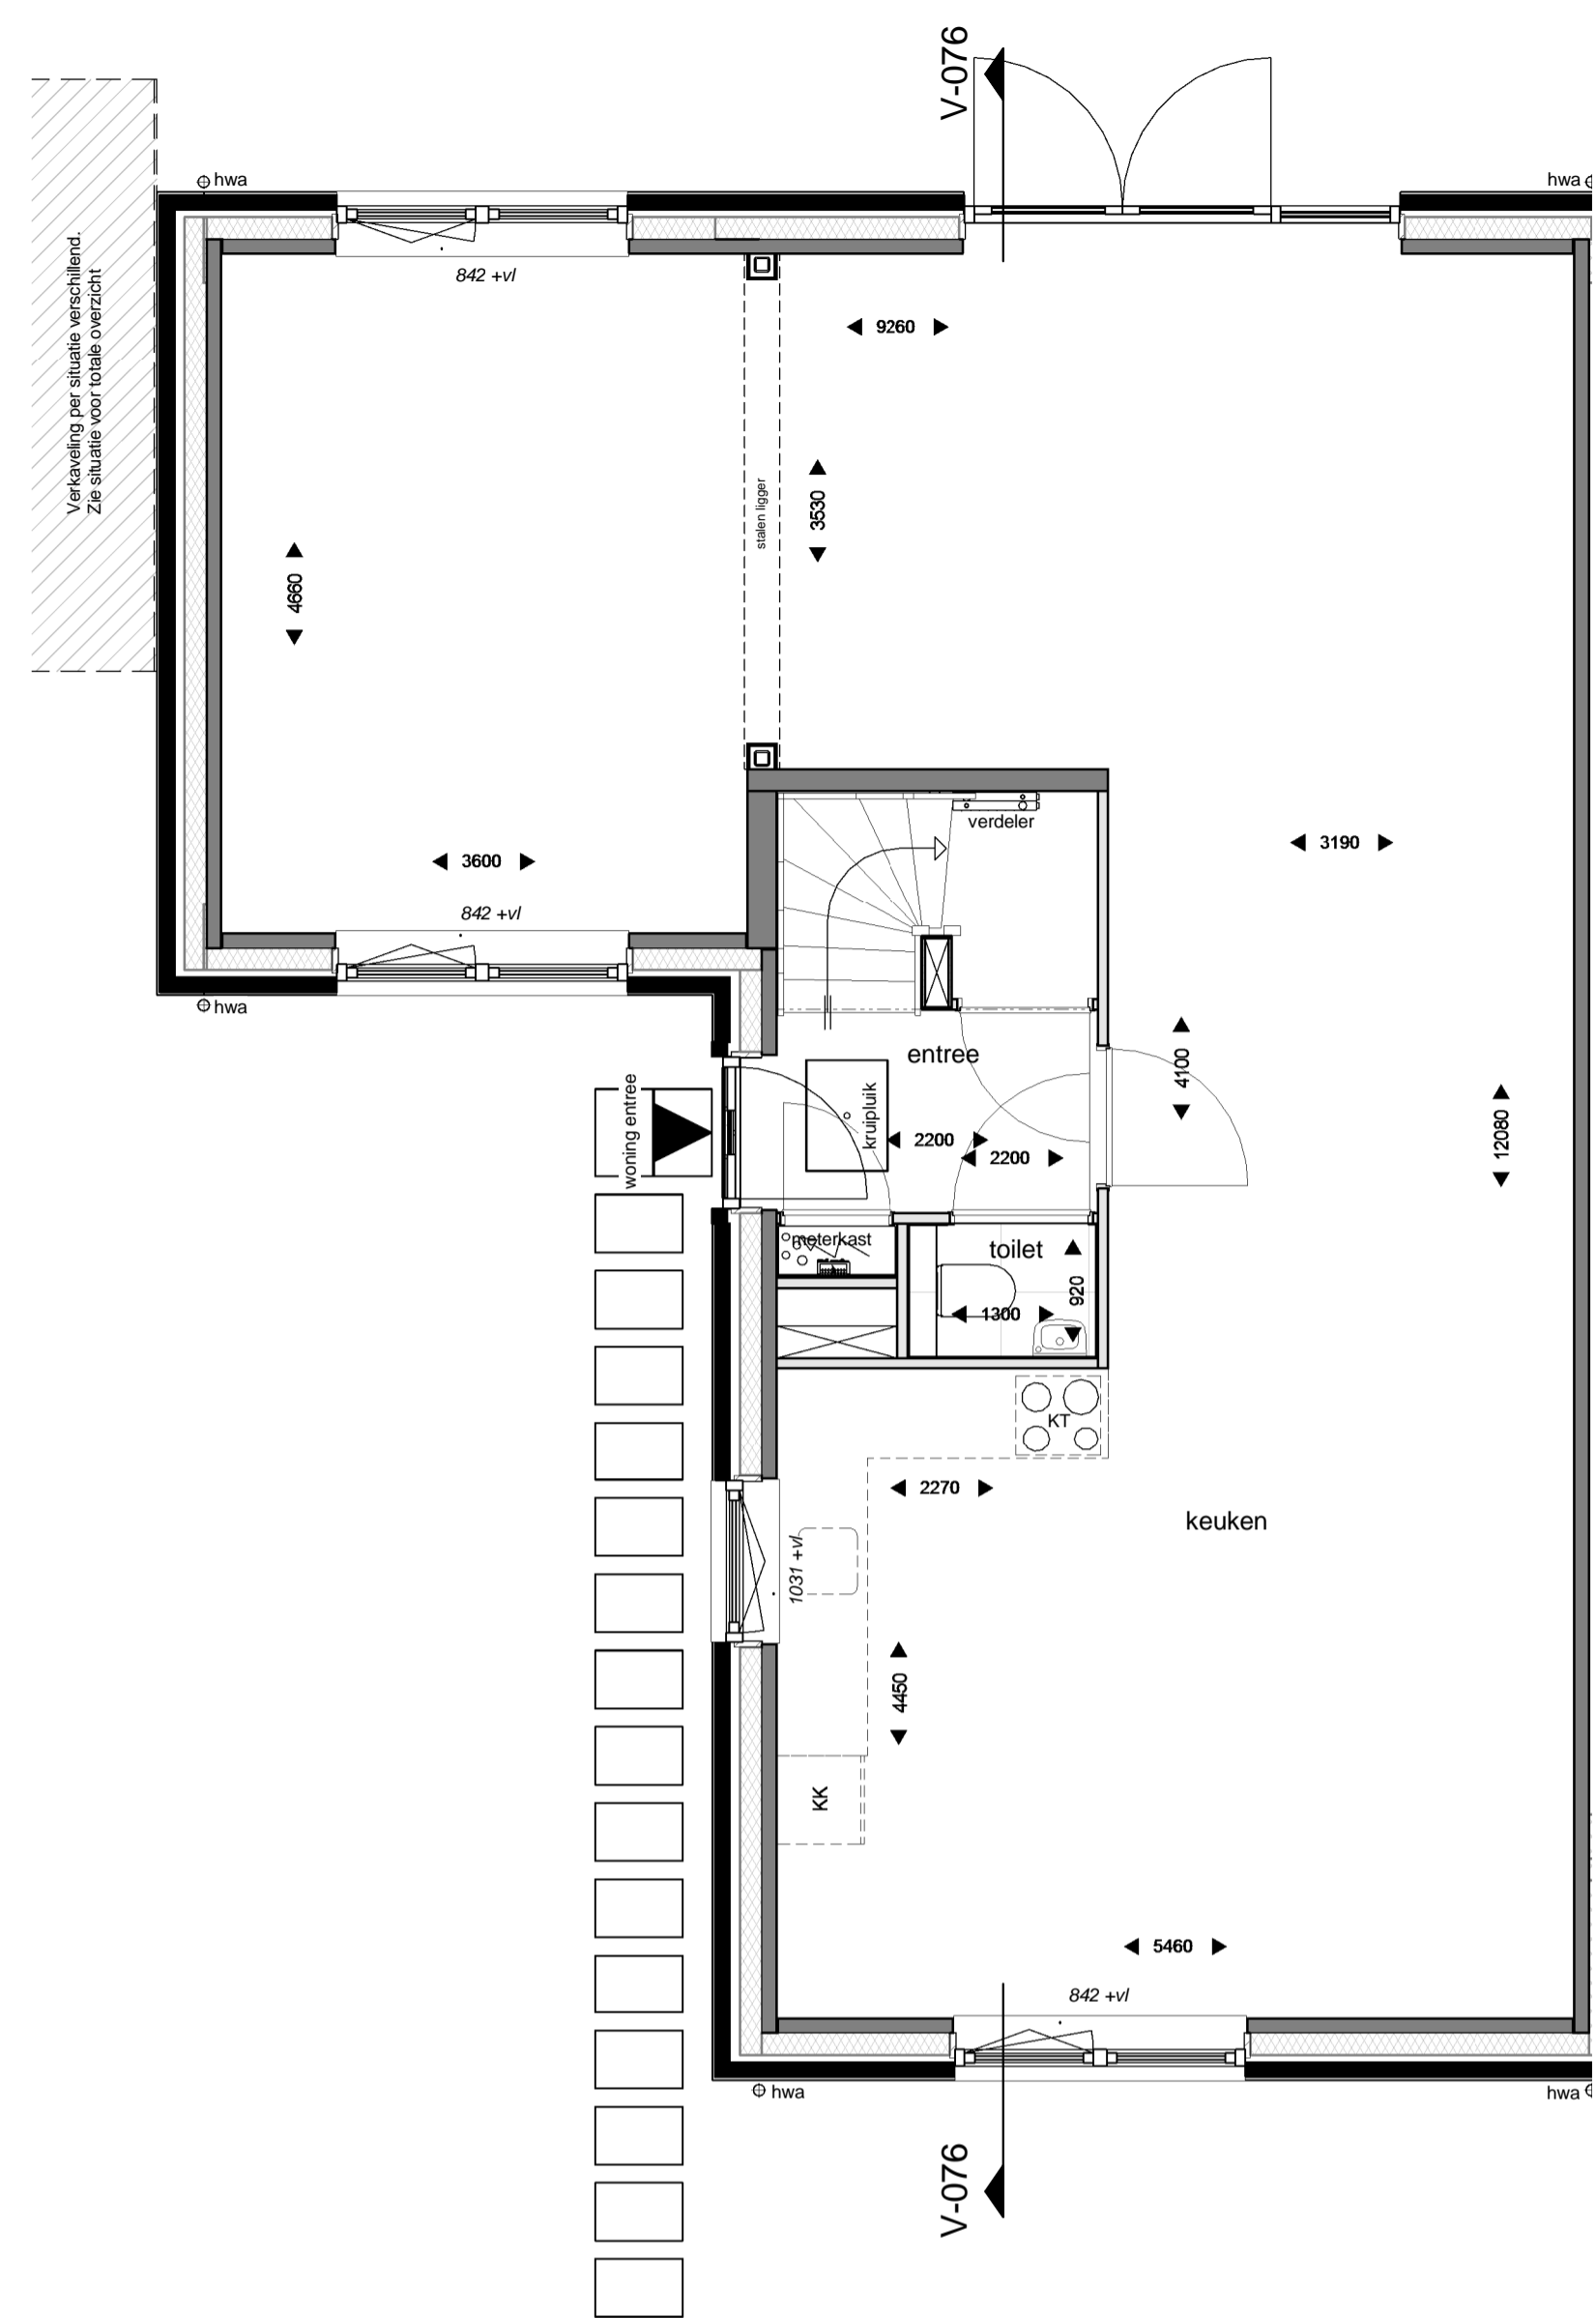 V-076
hwa
hwa
842 +vl
Verkaveling per situatie verschillend.
Zie situatie voor totale overzicht
9260
stalen ligger
3530
4660
verdeler
3190
3600
842 +vl
hwa
entree
4100
woning entree
kruipluik
2200
2200
12080
meterkast
toilet
920
1300
KT
2270
keuken
1031 +vl
4450
KK
5460
842 +vl
hwa
hwa
V-076